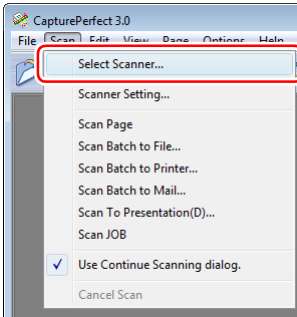 CapturePerfect 3.0
File Scan Edit View Page Options Help
Select Scanner...
Scanner Setting...
Scan Page
Scan Batch to File...
Scan Batch to Printer...
Scan Batch to Mail...
Scan To Presentation(D)...
Scan JOB
Use Continue Scanning dialog.
Cancel Scan